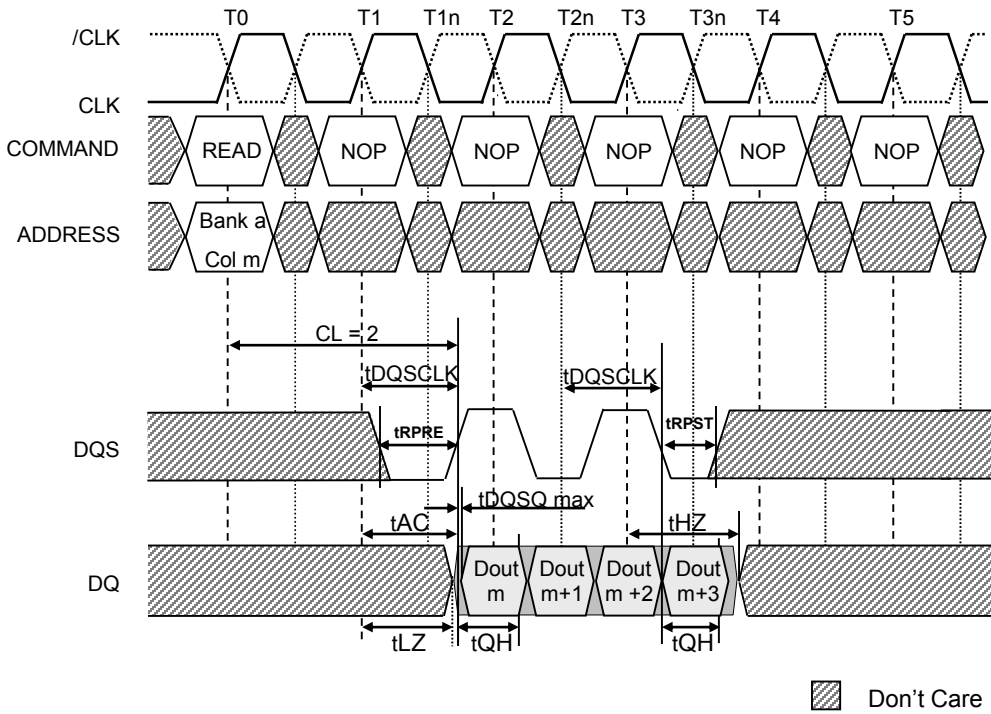 T0 T1 T1n T2 T2n T3 T3n T4 T5
/CLK
CLK
COMMAND READ NOP NOP NOP NOP NOP
ADDRESS
Bank a
Col m
CL = 2
tDQSCLK tDQSCLK
DQS tRPRE tRPST
tDQSQ max
tAC tHZ
DQ
Dout Dout Dout Dout
m m+1 m +2 m+3
tLZ tQH tQH
Don't Care